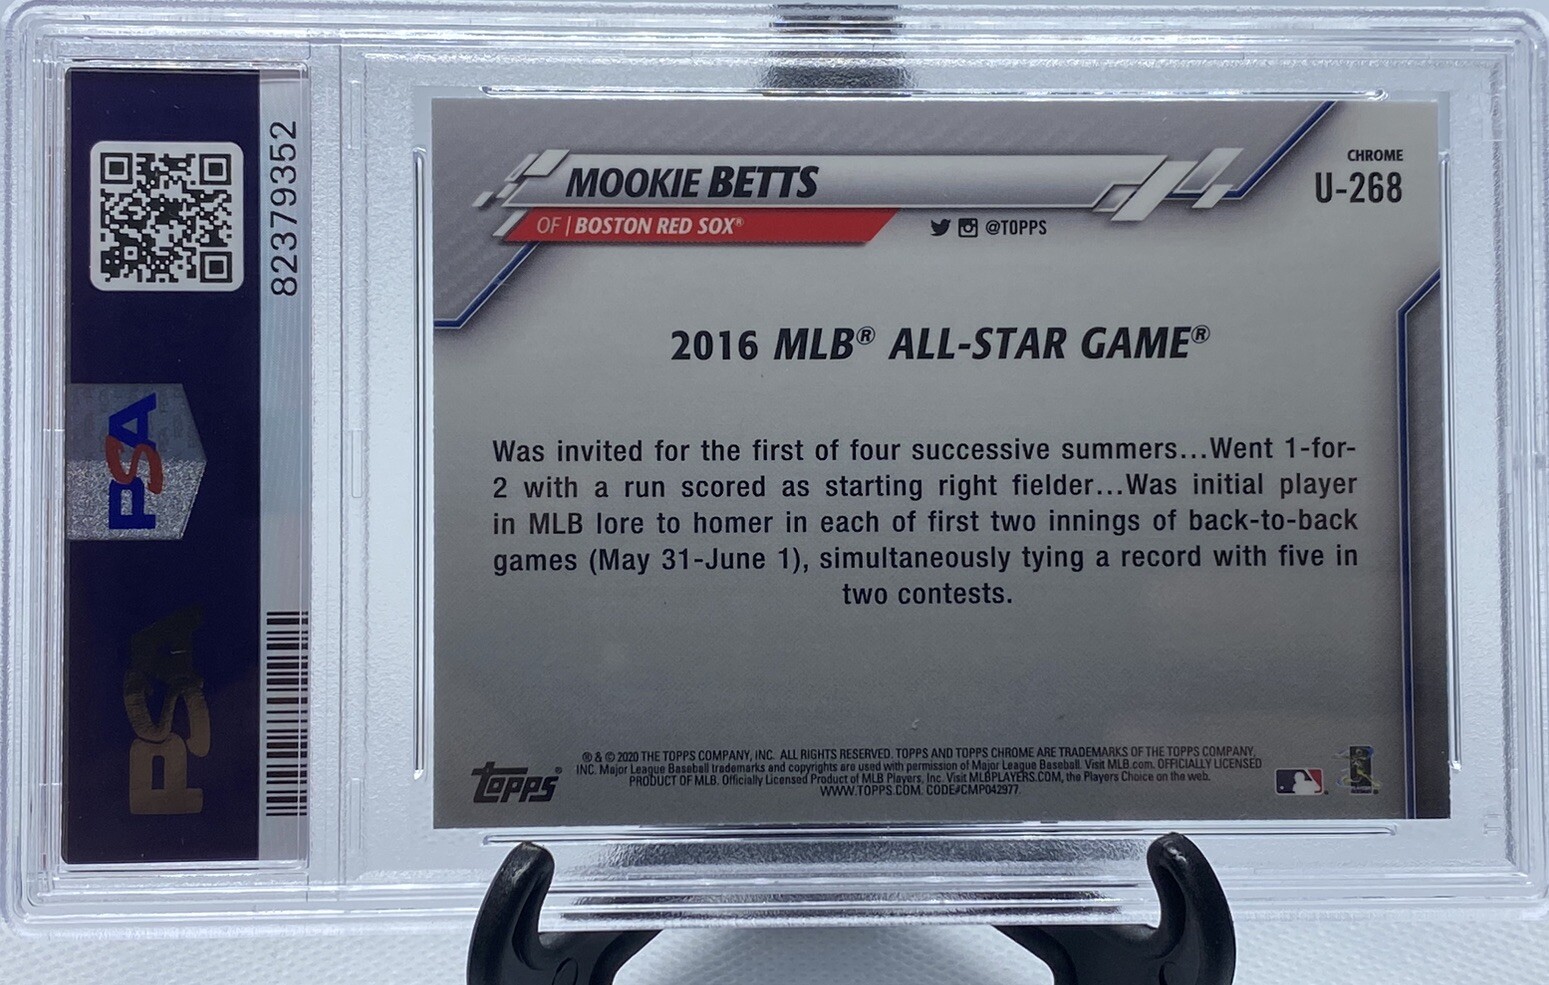 82379352
PSA
PSA
CHROME
U-268
MOOKIE BETTS
OF | BOSTON RED SOX®
@TOPPS
2016 MLB® ALL-STAR GAME®
Was invited for the first of four successive summers...Went 1-for-
2 with a run scored as starting right fielder...Was initial player
in MLB lore to homer in each of first two innings of back-to-back
games (May 31-June 1), simultaneously tying a record with five in
two contests.
Topps®
® & © 2020 THE TOPPS COMPANY, INC. ALL RIGHTS RESERVED. TOPPS AND TOPPS CHROME ARE TRADEMARKS OF THE TOPPS COMPANY,
INC. Major League Baseball trademarks and copyrights are used with permission of Major League Baseball. Visit MLB.com. OFFICIALLY LICENSED
PRODUCT OF MLB. Officially Licensed Product of MLB Players, Inc. Visit MLBPLAYERS.COM, the Players Choice on the web.
WWW.TOPPS.COM. CODE#CMP042977